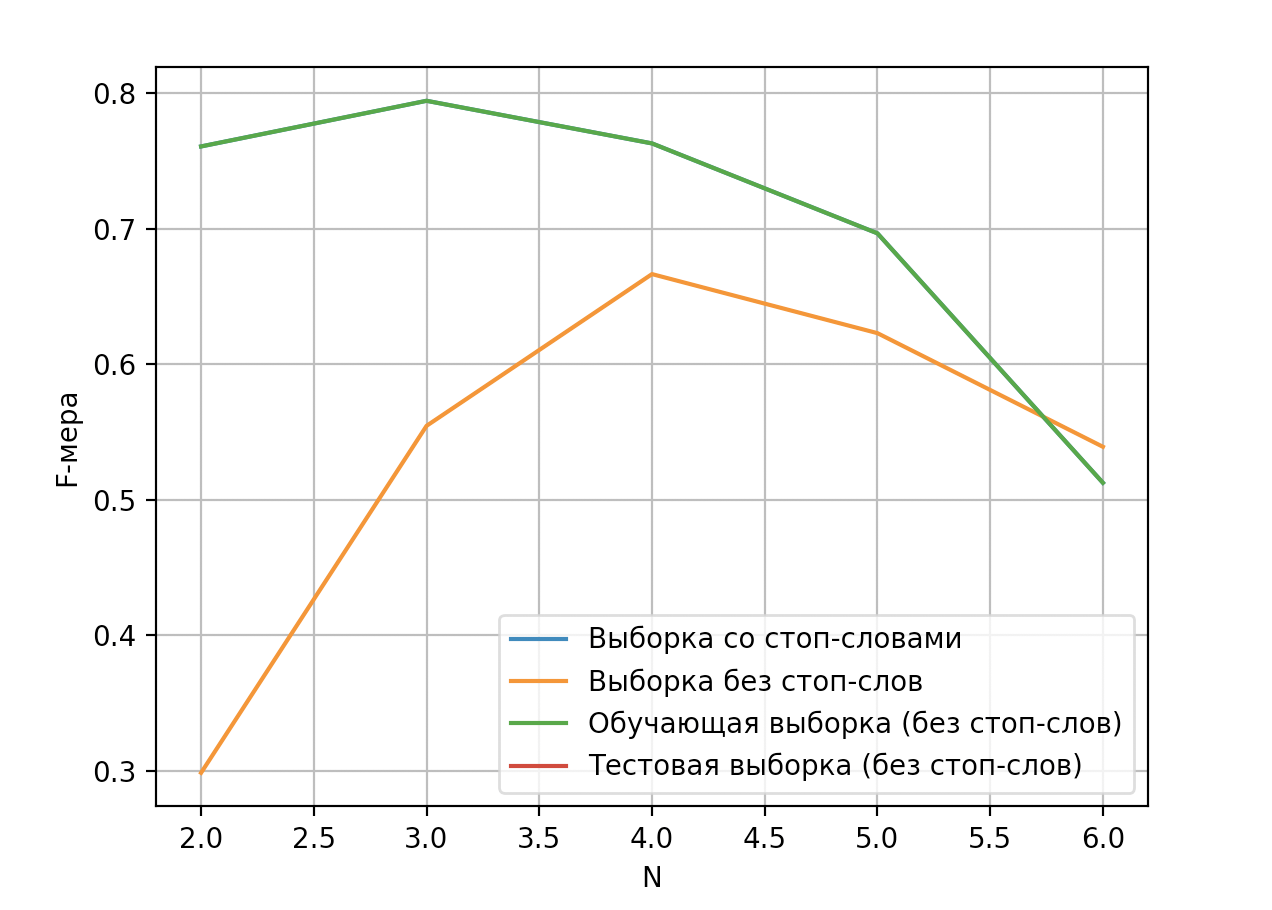 0.8
0.7
0.6
0.5
0.4
0.3
F-мера
Выборка со стоп-словами
Выборка без стоп-слов
Обучающая выборка (без стоп-слов)
Тестовая выборка (без стоп-слов)
2.0 2.5 3.0 3.5 4.0 4.5 5.0 5.5 6.0
N